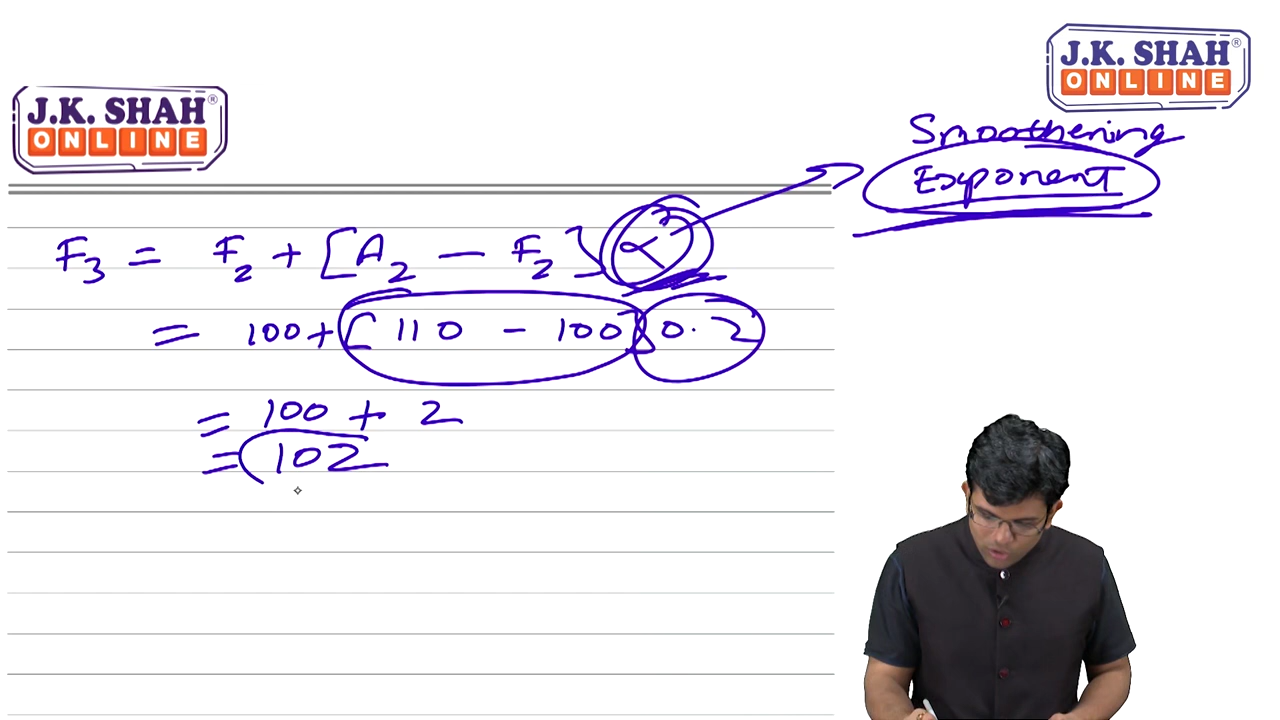 J.K. SHAH®
ONLINE
J.K. SHAH®
ONLINE
Smoothening
Exponent
F₃ = F₂ + [A₂ - F₂] α
= 100 + [110 - 100] 0.2
= 100 + 2
= 102